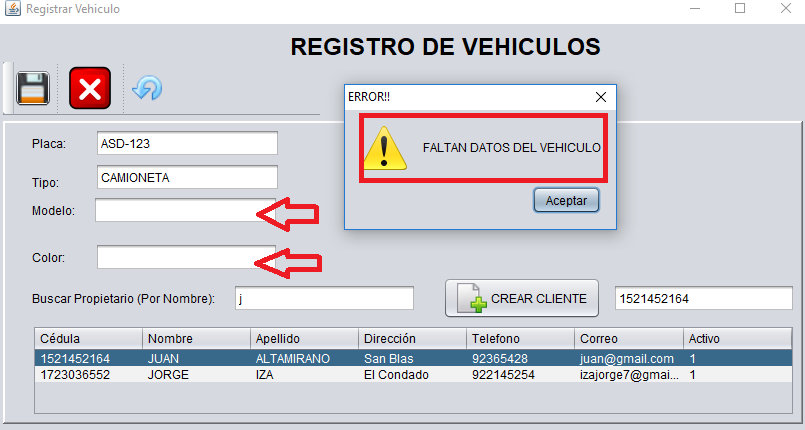 Registrar Vehiculo
REGISTRO DE VEHICULOS
ERROR!!
FALTAN DATOS DEL VEHICULO
Aceptar
Placa: ASD-123
Tipo: CAMIONETA
Modelo:
Color:
Buscar Propietario (Por Nombre): j CREAR CLIENTE 1521452164
Cédula Nombre Apellido Dirección Telefono Correo Activo
1521452164 JUAN ALTAMIRANO San Blas 92365428 juan@gmail.com 1
1723036552 JORGE IZA El Condado 922145254 izajorge7@gmai... 1